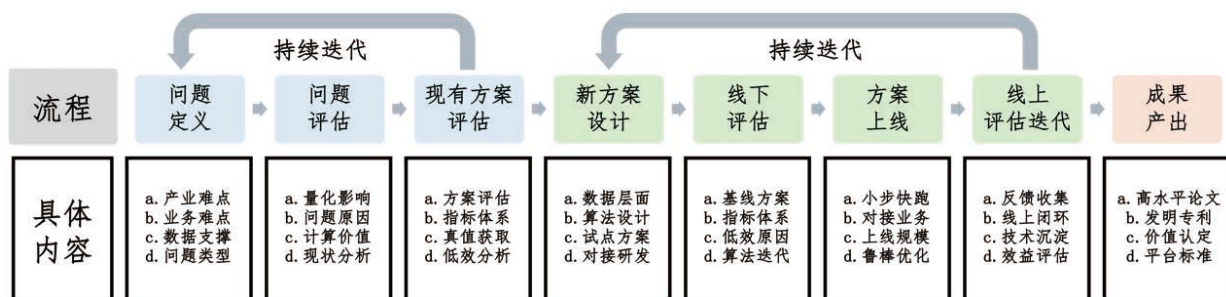 持续迭代
持续迭代
流程
问题
定义
问题
评估
现有方案
评估
新方案
设计
线下
评估
方案
上线
线上
评估迭代
成果
产出
具体
内容
a. 产业难点
b. 业务难点
c. 数据支撑
d. 问题类型
a. 量化影响
b. 问题原因
c. 计算价值
d. 现状分析
a. 方案评估
b. 指标体系
c. 真值获取
d. 低效分析
a. 数据层面
b. 算法设计
c. 试点方案
d. 对接研发
a. 基线方案
b. 指标体系
c. 低效原因
d. 算法迭代
a. 小步快跑
b. 对接业务
c. 上线规模
d. 鲁棒优化
a. 反馈收集
b. 线上闭环
c. 技术沉淀
d. 效益评估
a. 高水平论文
b. 发明专利
c. 价值认定
d. 平台标准